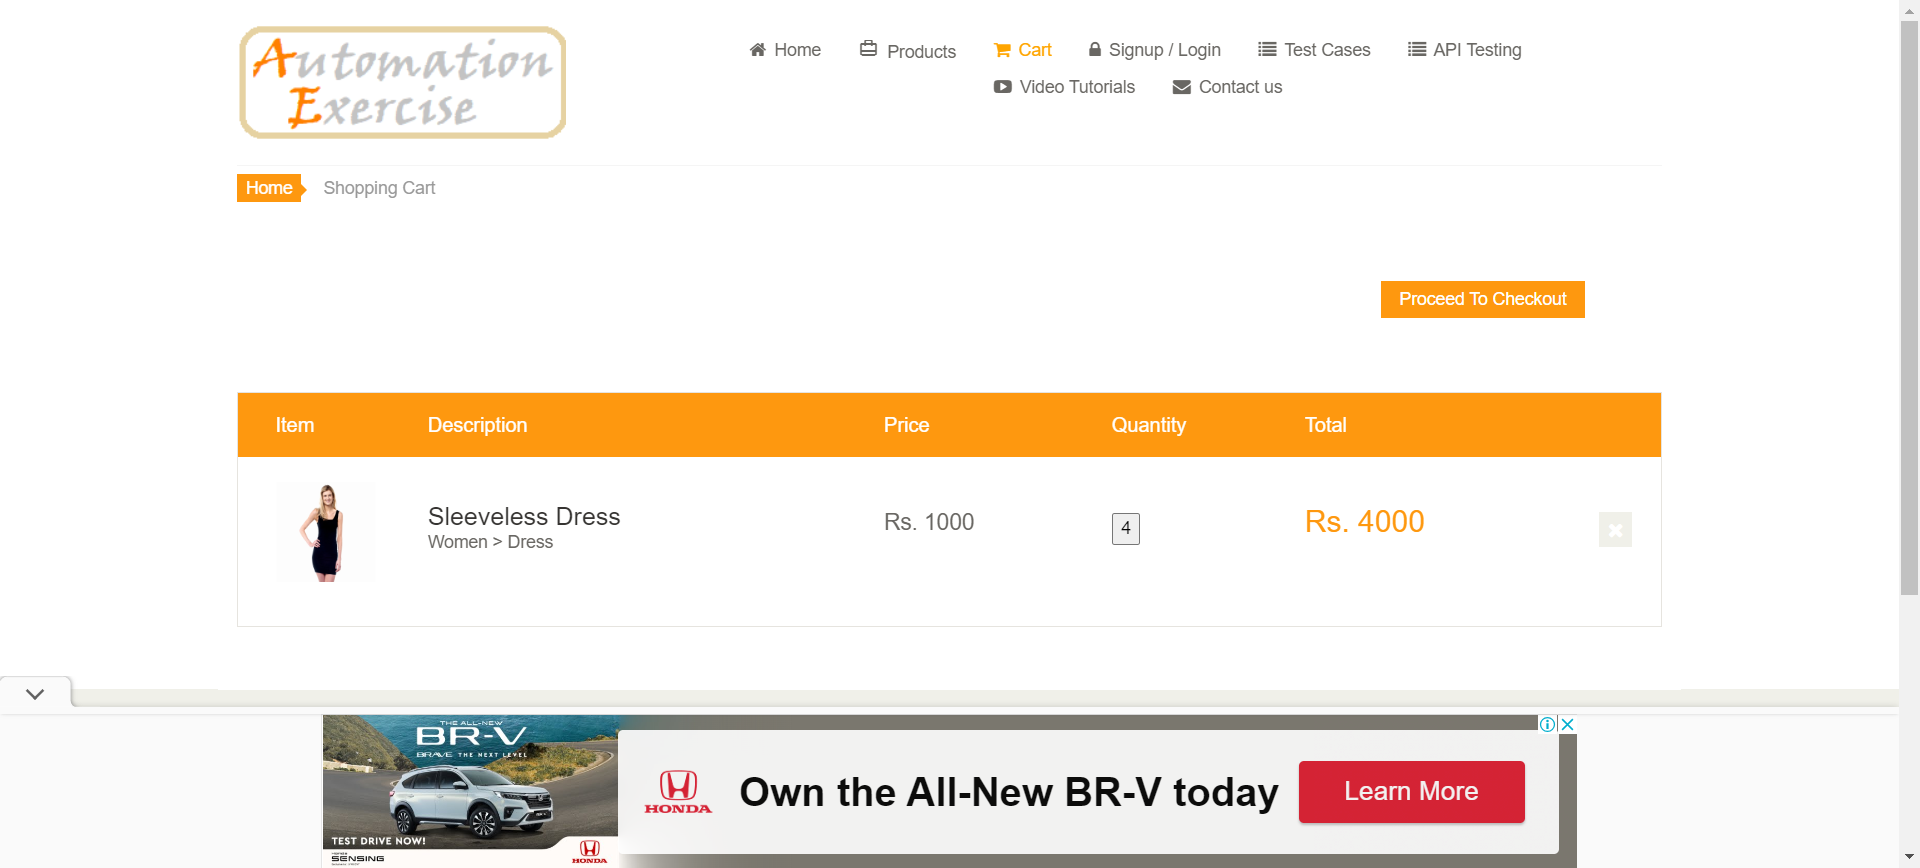 Automation
Exercise
Home
Products
Cart
Signup / Login
Test Cases
API Testing
Video Tutorials
Contact us
Home
Shopping Cart
Proceed To Checkout
Item Description Price Quantity Total
Sleeveless Dress
Women > Dress
Rs. 1000
4
Rs. 4000
THE ALL-NEW
BR-V
BRAVE THE NEXT LEVEL
TEST DRIVE NOW!
SENSING
HONDA
HONDA
Own the All-New BR-V today
Learn More